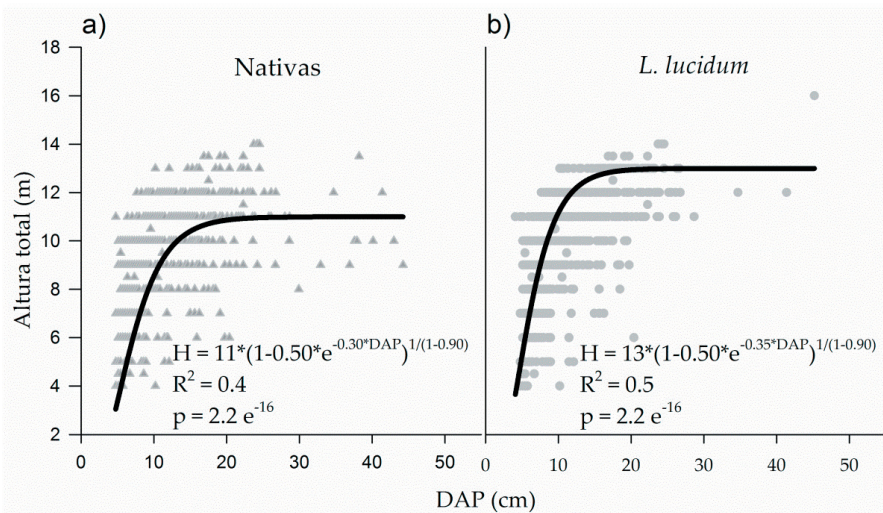 a)
Nativas
b)
L. lucidum
Altura total (m)
18
16
14
12
10
8
6
4
2
H = 11*(1-0.50*e^-0.30*DAP)^1/(1-0.90)
R² = 0.4
p = 2.2 e^-16
H = 13*(1-0.50*e^-0.35*DAP)^1/(1-0.90)
R² = 0.5
p = 2.2 e^-16
0 10 20 30 40 50
0 10 20 30 40 50
DAP (cm)